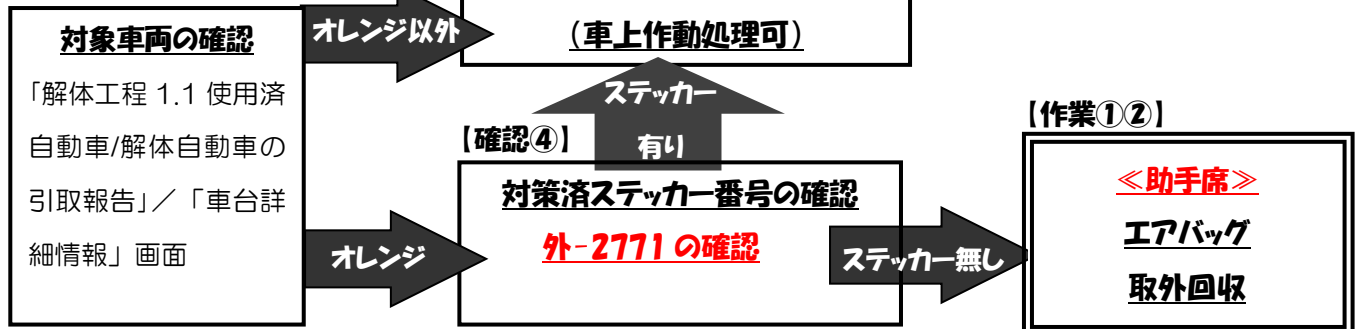 対象車両の確認
「解体工程 1.1 使用済
自動車/解体自動車の
引取報告」／「車台詳
細情報」画面
オレンジ以外
(車上作動処理可)
ステッカー
有り
オレンジ
【確認④】
対策済ステッカー番号の確認
外-2771の確認
ステッカー無し
【作業①②】
≪助手席≫
エアバッグ
取外回収